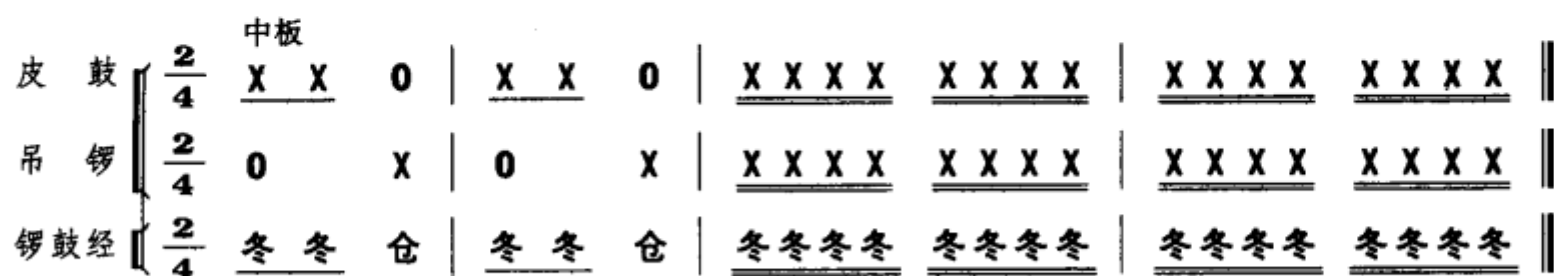 中板
皮 鼓 2/4 X X 0 | X X 0 | X X X X X X X X | X X X X X X X X
吊 锣 2/4 0 X | 0 X | X X X X X X X X | X X X X X X X X
锣鼓经 2/4 冬 冬 仓 | 冬 冬 仓 | 冬冬冬冬 冬冬冬冬 | 冬冬冬冬 冬冬冬冬